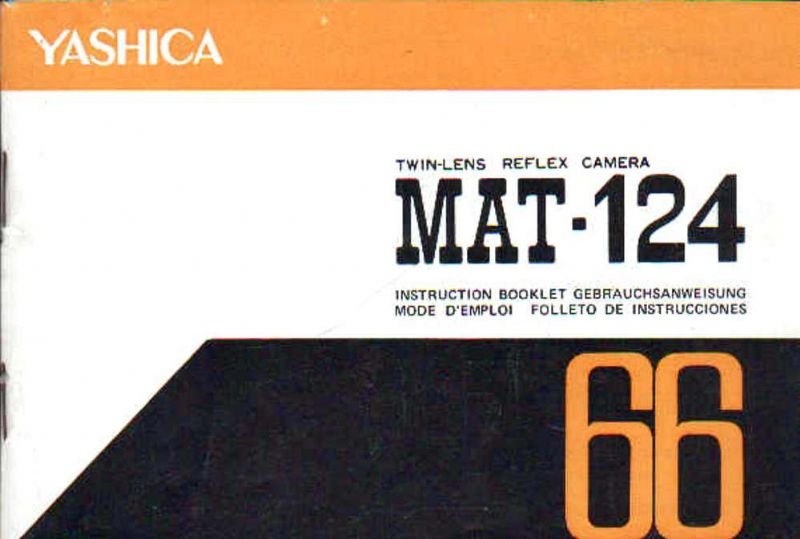 YASHICA
TWIN-LENS REFLEX CAMERA
MAT-124
INSTRUCTION BOOKLET GEBRAUCHSANWEISUNG
MODE D'EMPLOI FOLLETO DE INSTRUCCIONES
66